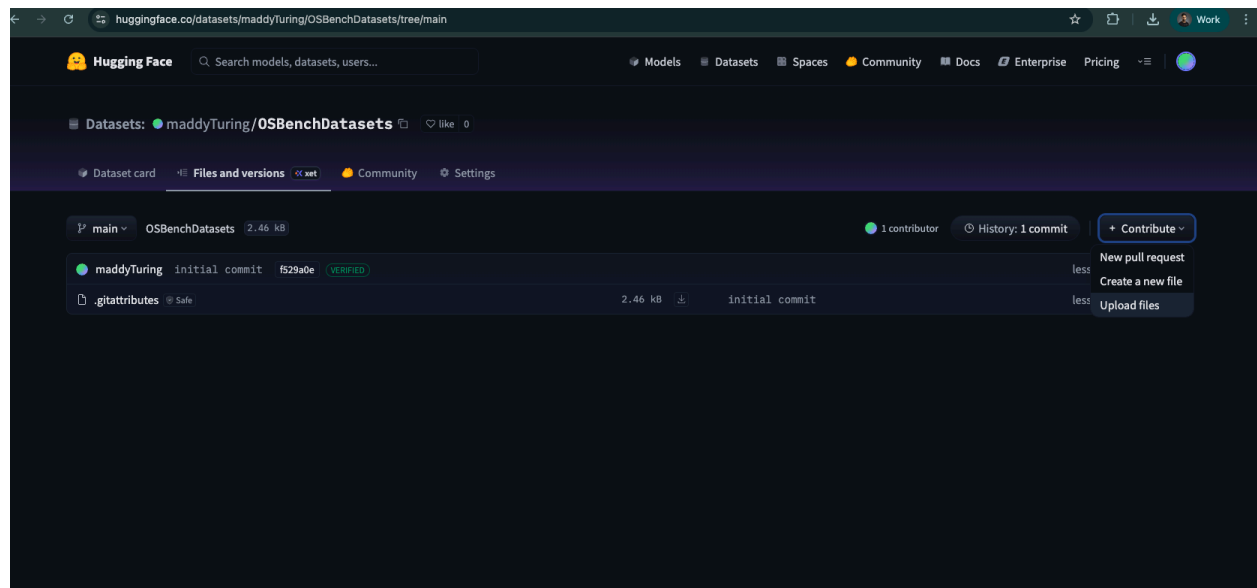 huggingface.co/datasets/maddyTuring/OSBenchDatasets/tree/main Work
Hugging Face Search models, datasets, users... Models Datasets Spaces Community Docs Enterprise Pricing
Datasets: maddyTuring/OSBenchDatasets like 0
Dataset card Files and versions xet Community Settings
main OSBenchDatasets 2.46 kB 1 contributor History: 1 commit + Contribute
New pull request
maddyTuring initial commit f529a0e VERIFIED less
Create a new file
.gitattributes Safe 2.46 kB initial commit less
Upload files